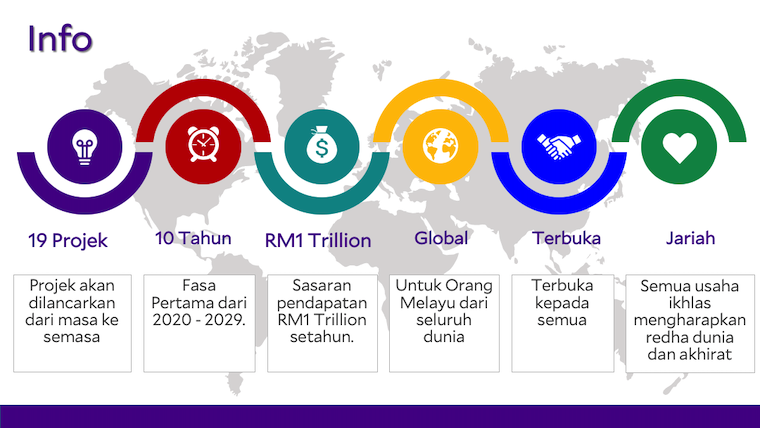 Info
19 Projek
10 Tahun
RM1 Trillion
Global
Terbuka
Jariah
Projek akan
dilancarkan
dari masa ke
semasa
Fasa
Pertama dari
2020 - 2029.
Sasaran
pendapatan
RM1 Trillion
setahun.
Untuk Orang
Melayu dari
seluruh
dunia
Terbuka
kepada
semua
Semua usaha
ikhlas
mengharapkan
redha dunia
dan akhirat